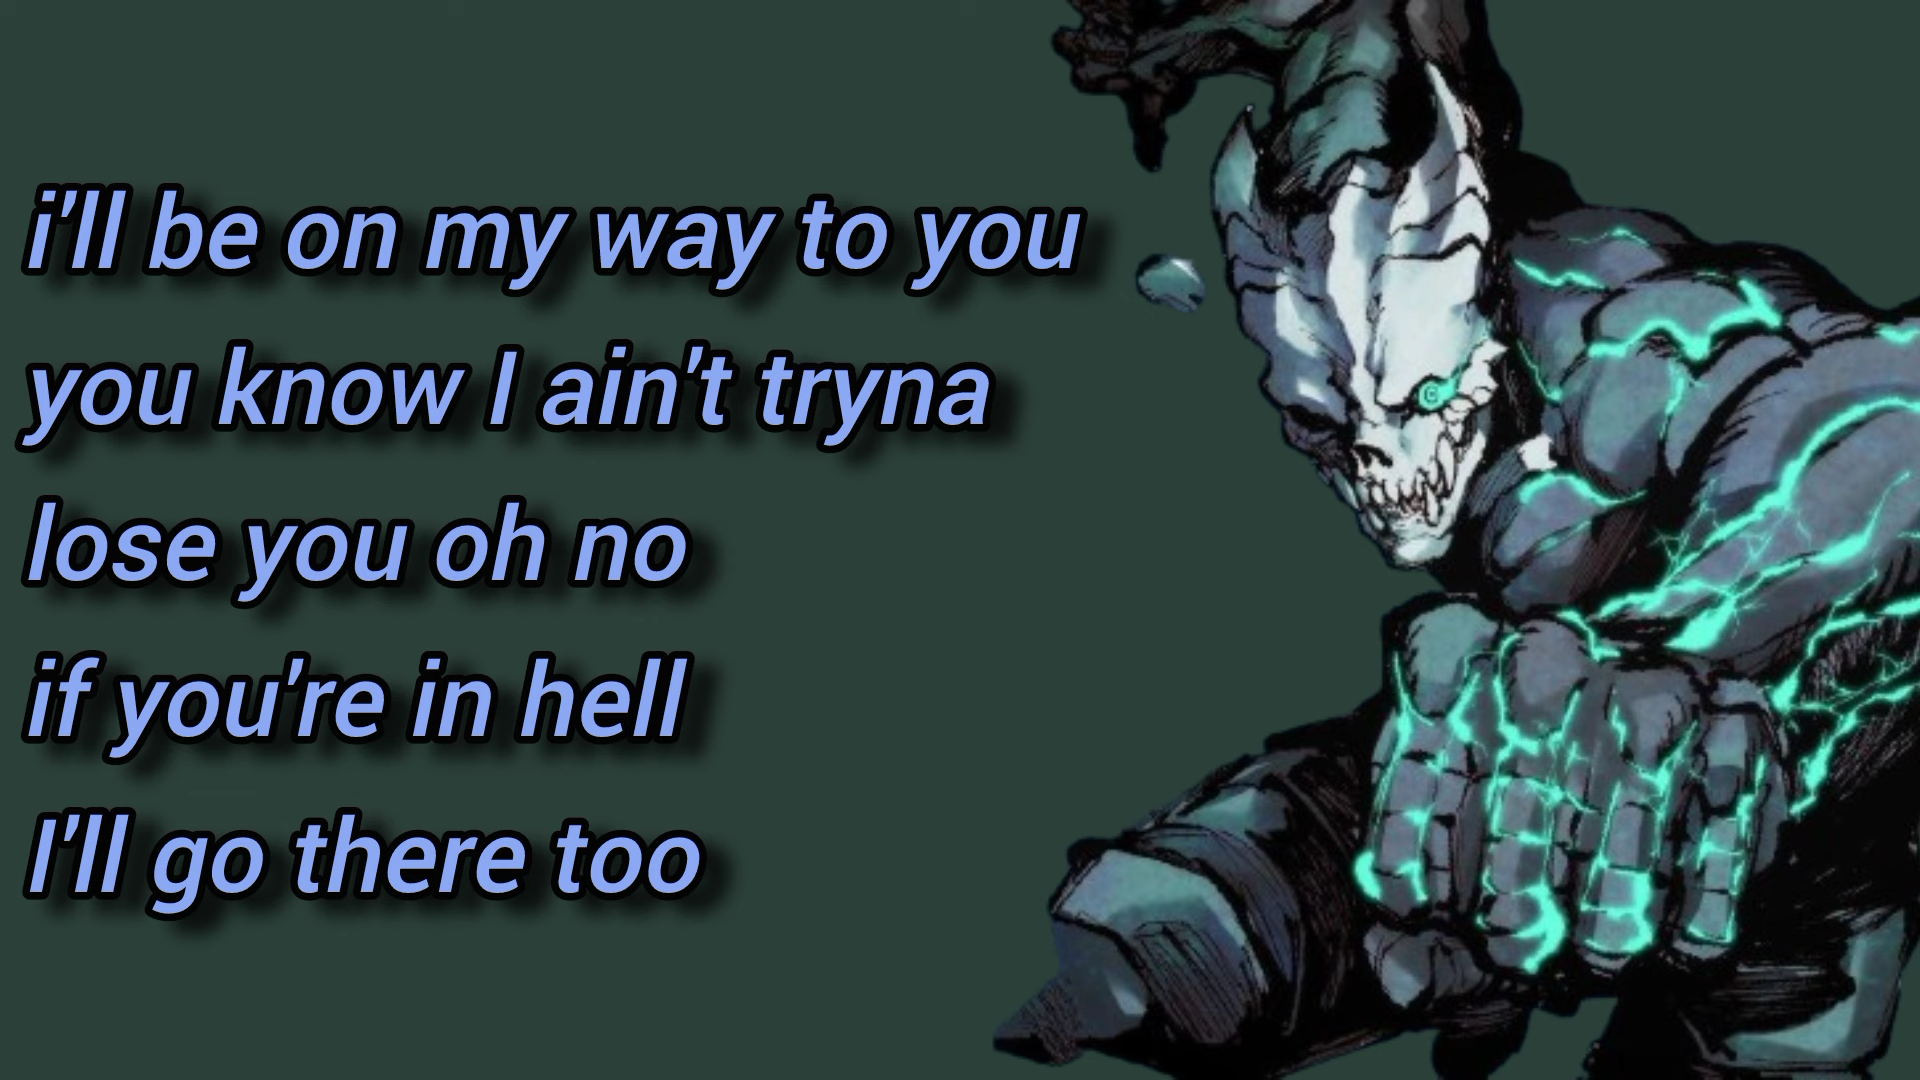 i'll be on my way to you
you know I ain't tryna
lose you oh no
if you're in hell
I'll go there too